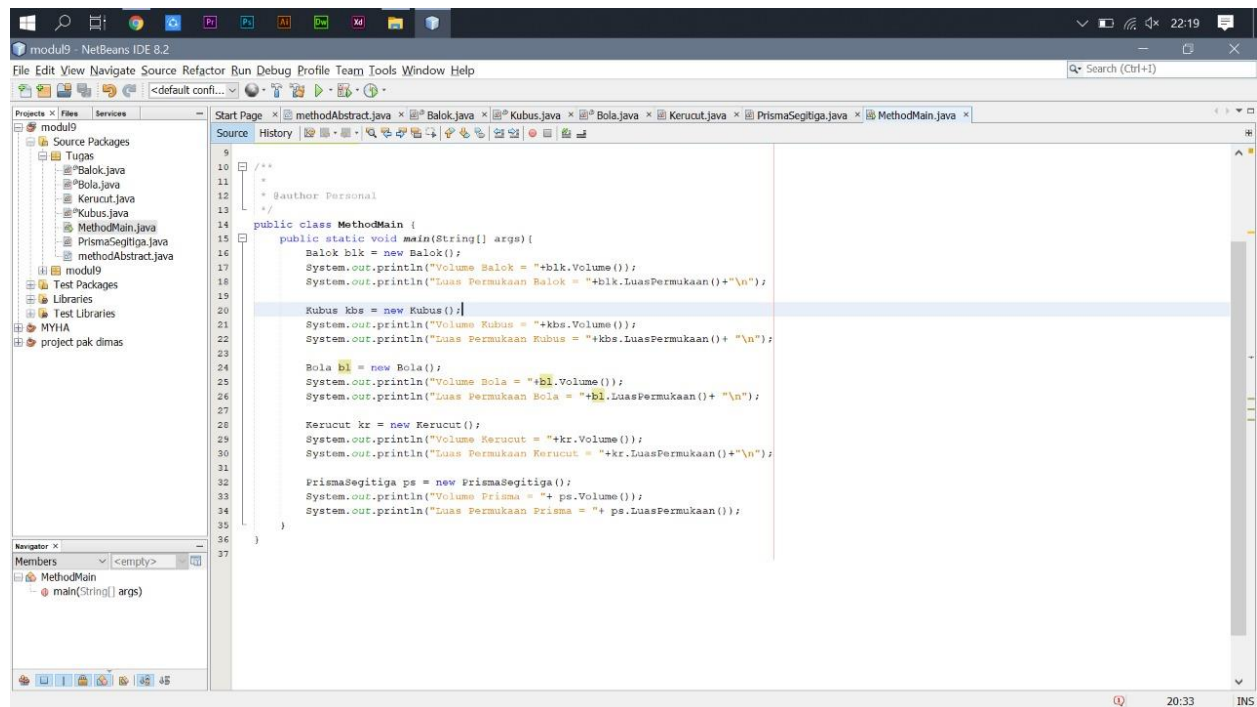 Pr Ps Ai Dw Xd 22:19
modul9 - NetBeans IDE 8.2
File Edit View Navigate Source Refactor Run Debug Profile Team Tools Window Help
Search (Ctrl+I)
<default confi...
Projects Files Services
modul9
Source Packages
Tugas
Balok.java
Bola.java
Kerucut.java
Kubus.java
MethodMain.java
PrismaSegitiga.java
methodAbstract.java
modul9
Test Packages
Libraries
Test Libraries
MYHA
project pak dimas
Start Page methodAbstract.java Balok.java Kubus.java Bola.java Kerucut.java PrismaSegitiga.java MethodMain.java
Source History
9
10 /**
11 *
12 * @author Personal
13 */
14 public class MethodMain {
15 public static void main(String[] args){
16 Balok blk = new Balok();
17 System.out.println("Volume Balok = "+blk.Volume());
18 System.out.println("Luas Permukaan Balok = "+blk.LuasPermukaan()+"\n");
19
20 Kubus kbs = new Kubus();
21 System.out.println("Volume Kubus = "+kbs.Volume());
22 System.out.println("Luas Permukaan Kubus = "+kbs.LuasPermukaan()+ "\n");
23
24 Bola bl = new Bola();
25 System.out.println("Volume Bola = "+bl.Volume());
26 System.out.println("Luas Permukaan Bola = "+bl.LuasPermukaan()+ "\n");
27
28 Kerucut kr = new Kerucut();
29 System.out.println("Volume Kerucut = "+kr.Volume());
30 System.out.println("Luas Permukaan Kerucut = "+kr.LuasPermukaan()+"\n");
31
32 PrismaSegitiga ps = new PrismaSegitiga();
33 System.out.println("Volume Prisma = "+ ps.Volume());
34 System.out.println("Luas Permukaan Prisma = "+ ps.LuasPermukaan());
35 }
36 }
37
Navigator
Members <empty>
MethodMain
main(String[] args)
20:33 INS